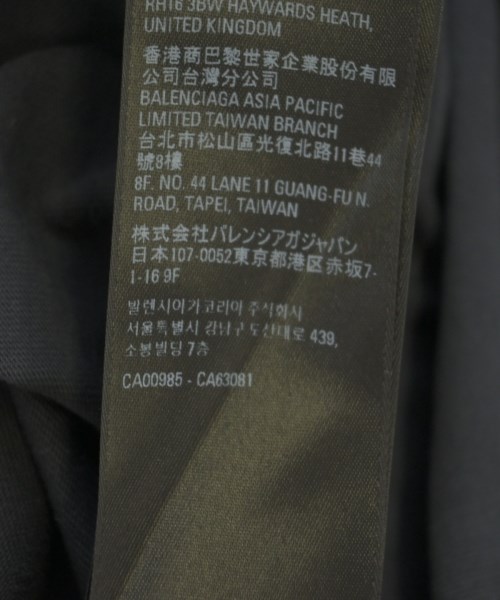 RH16 3BW HAYWARDS HEATH,
UNITED KINGDOM
香港商巴黎世家企業股份有限
公司台灣分公司
BALENCIAGA ASIA PACIFIC
LIMITED TAIWAN BRANCH
台北市松山區光復北路11巷44
號8樓
8F. NO. 44 LANE 11 GUANG-FU N.
ROAD, TAPEI, TAIWAN
株式会社バレンシアガジャパン
日本107-0052東京都港区赤坂7-
1-16 9F
발렌시아가코리아 주식회사
서울특별시 강남구 도산대로 439,
소봉빌딩 7층
CA00985 - CA63081